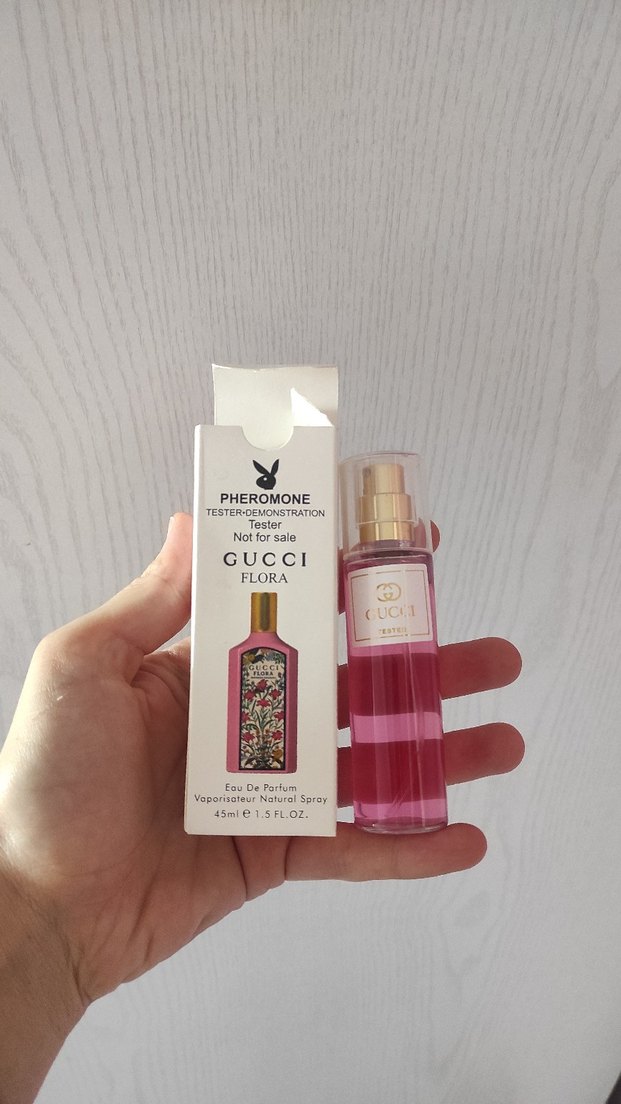 PHEROMONE
TESTER•DEMONSTRATION
Tester
Not for sale
GUCCI
FLORA
GUCCI
FLORA
Eau De Parfum
Vaporisateur Natural Spray
45ml ℮ 1.5 FL.OZ.
GUCCI
TESTER